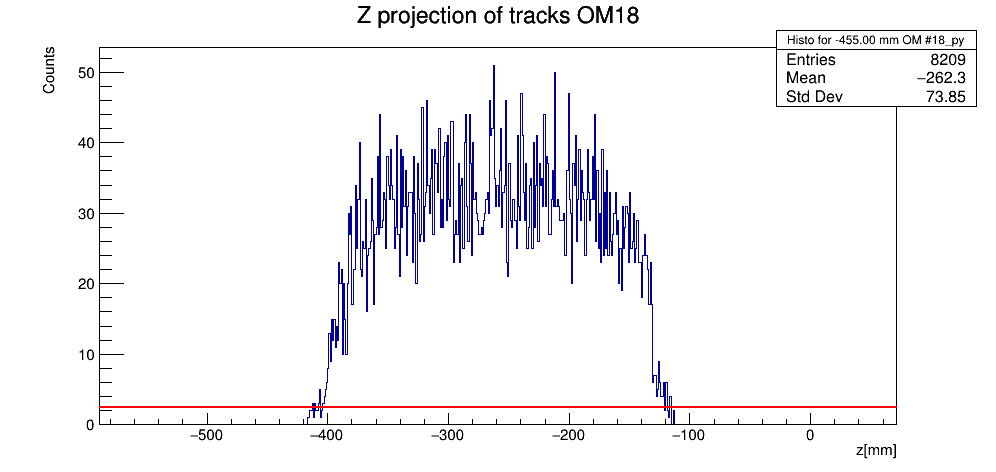 Z projection of tracks OM18
Histo for -455.00 mm OM #18_py
Entries 8209
Mean −262.3
Std Dev 73.85
Counts
50
40
30
20
10
0
−500 −400 −300 −200 −100 0
z[mm]